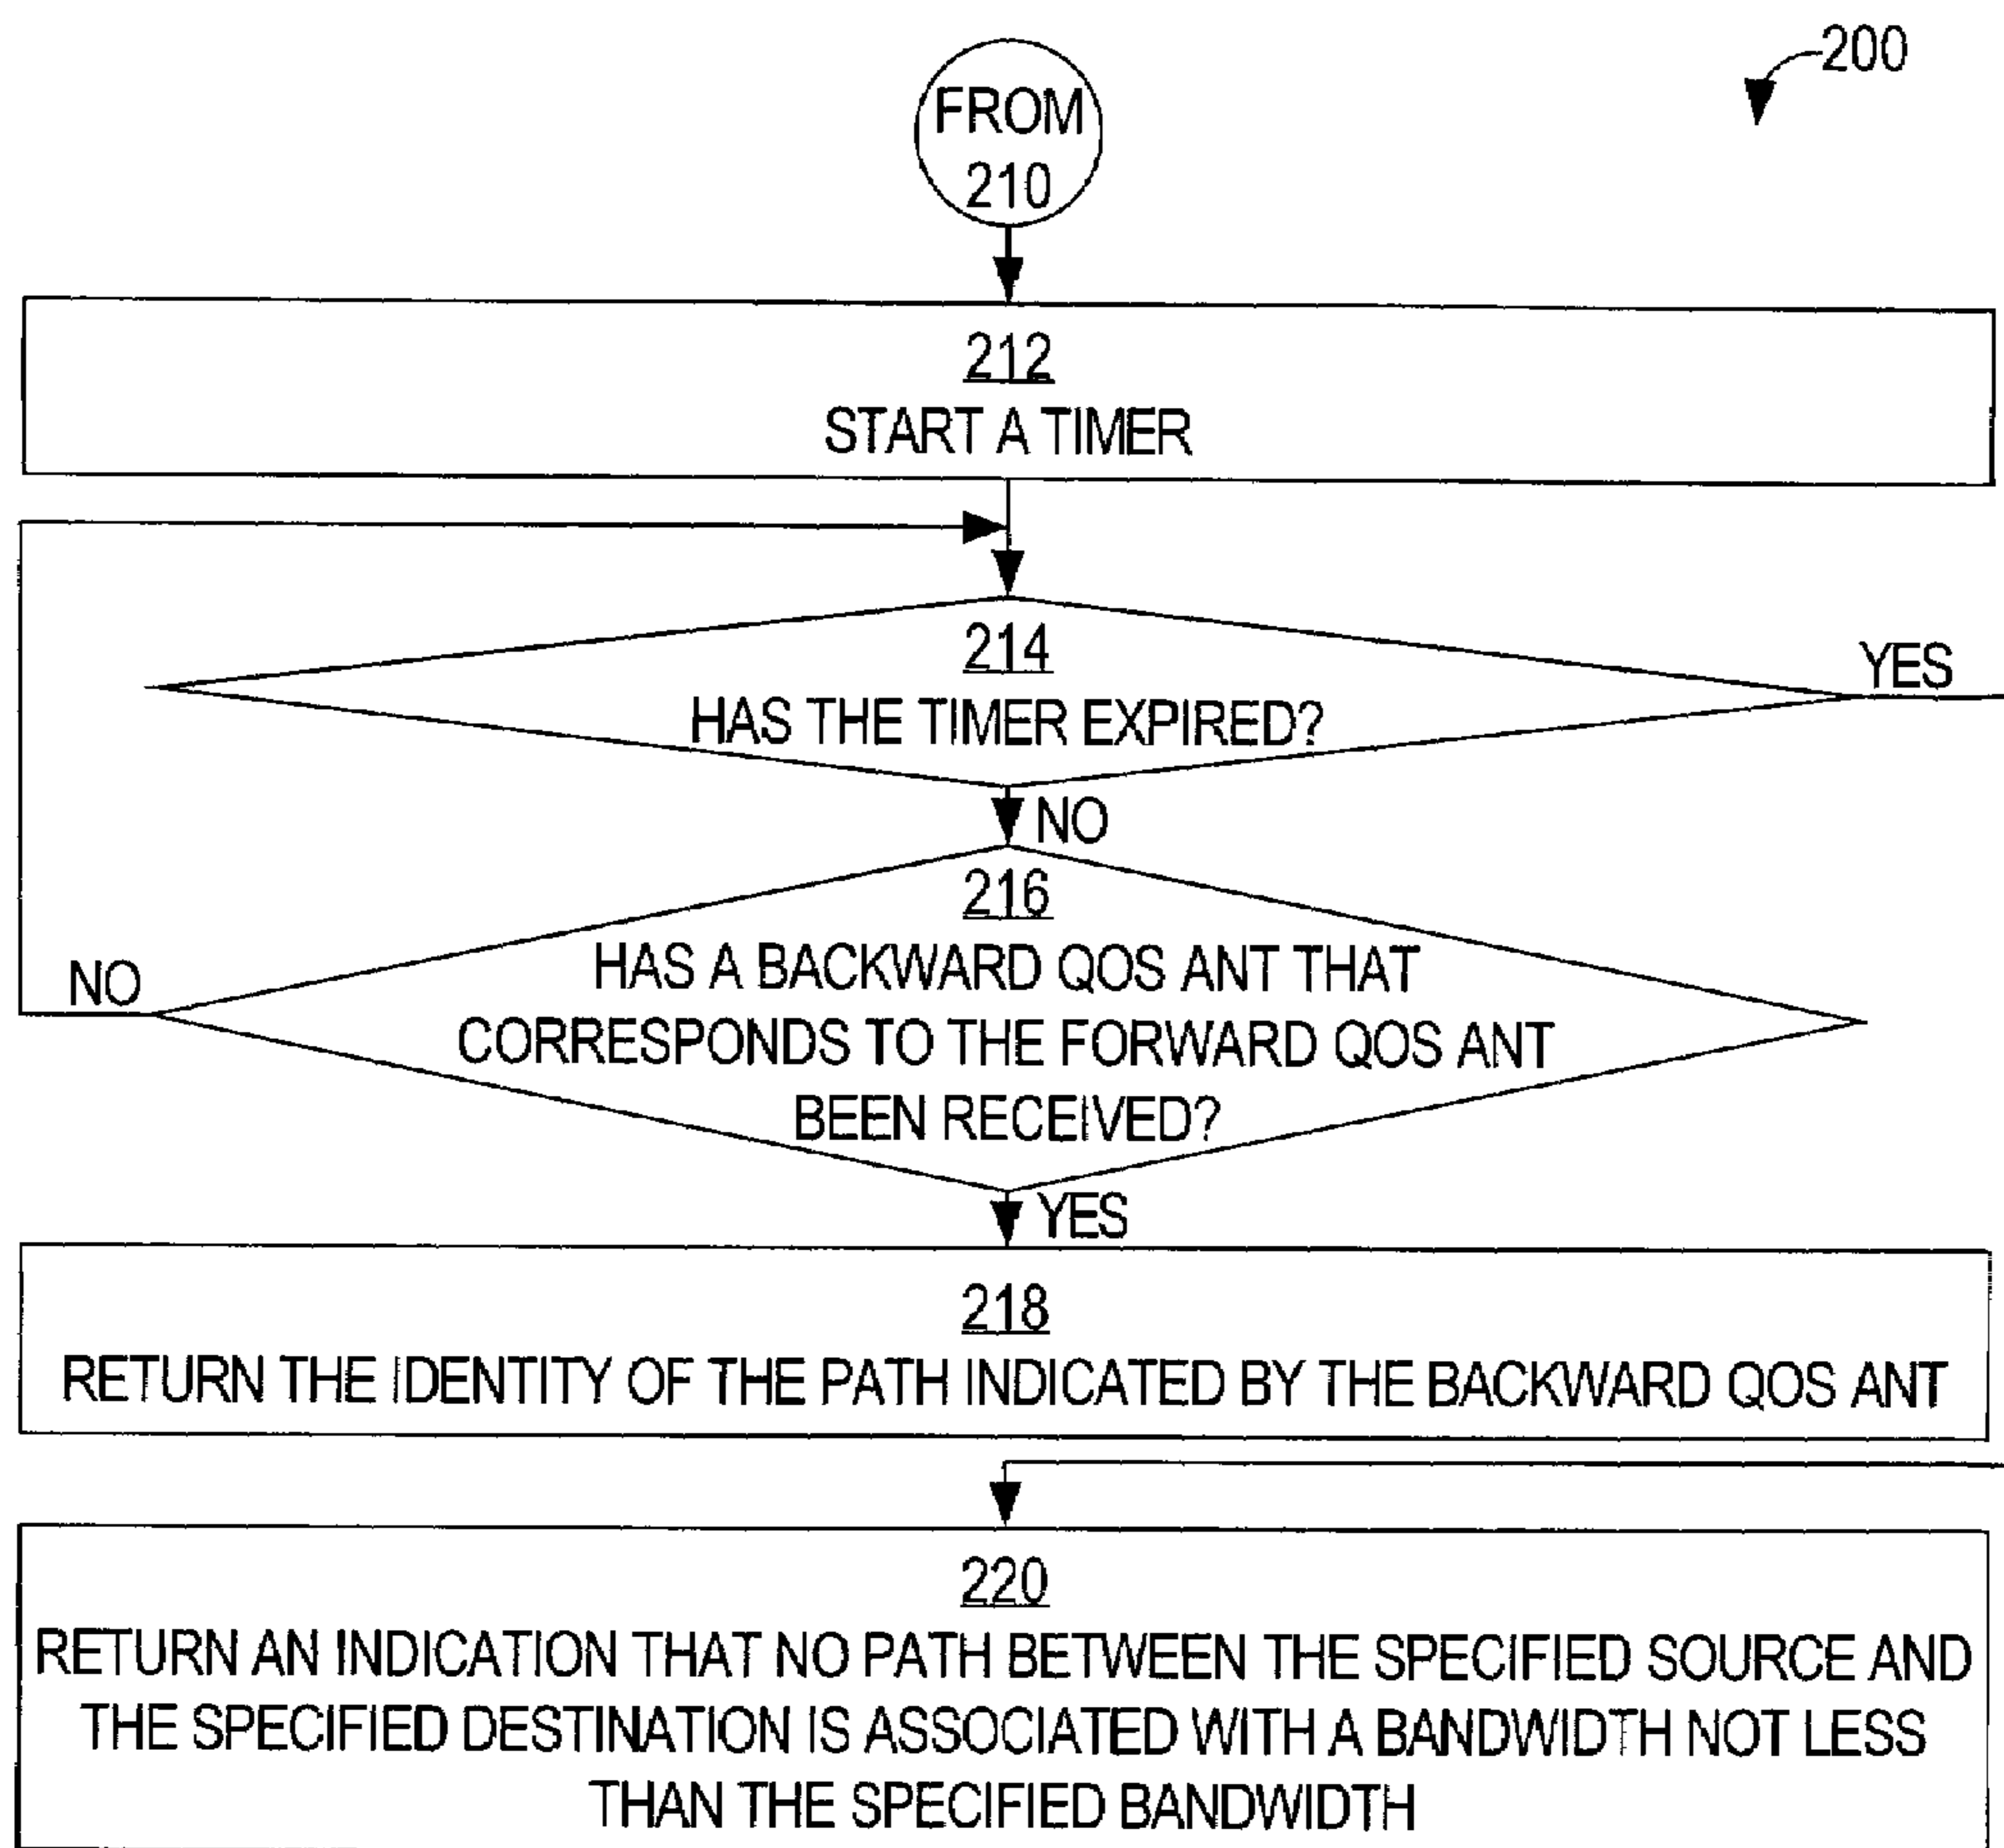 200
FROM
210
212
START A TIMER
214
HAS THE TIMER EXPIRED?
YES
NO
216
HAS A BACKWARD QOS ANT THAT
CORRESPONDS TO THE FORWARD QOS ANT
BEEN RECEIVED?
NO
YES
218
RETURN THE IDENTITY OF THE PATH INDICATED BY THE BACKWARD QOS ANT
220
RETURN AN INDICATION THAT NO PATH BETWEEN THE SPECIFIED SOURCE AND
THE SPECIFIED DESTINATION IS ASSOCIATED WITH A BANDWIDTH NOT LESS
THAN THE SPECIFIED BANDWIDTH